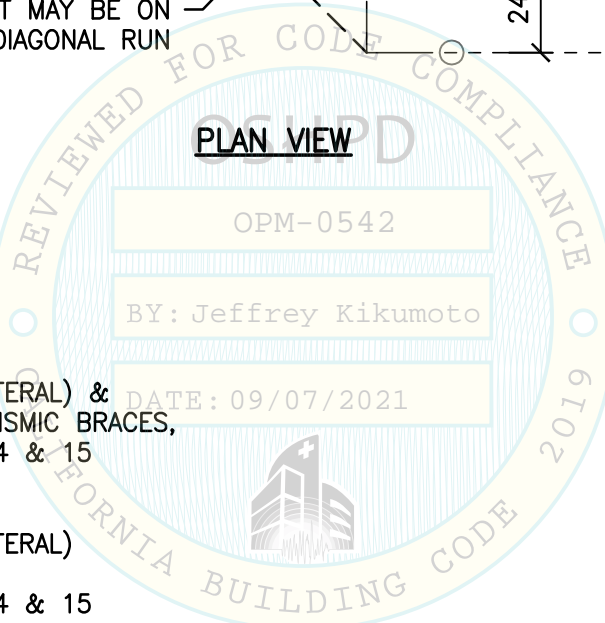 T MAY BE ON
DIAGONAL RUN
24
REVIEWED FOR CODE COMPLIANCE
OSHPD
PLAN VIEW
OPM-0542
BY: Jeffrey Kikumoto
DATE: 09/07/2021
TERAL) &
ISMIC BRACES,
4 & 15
TERAL)
4 & 15
CALIFORNIA BUILDING CODE 2019